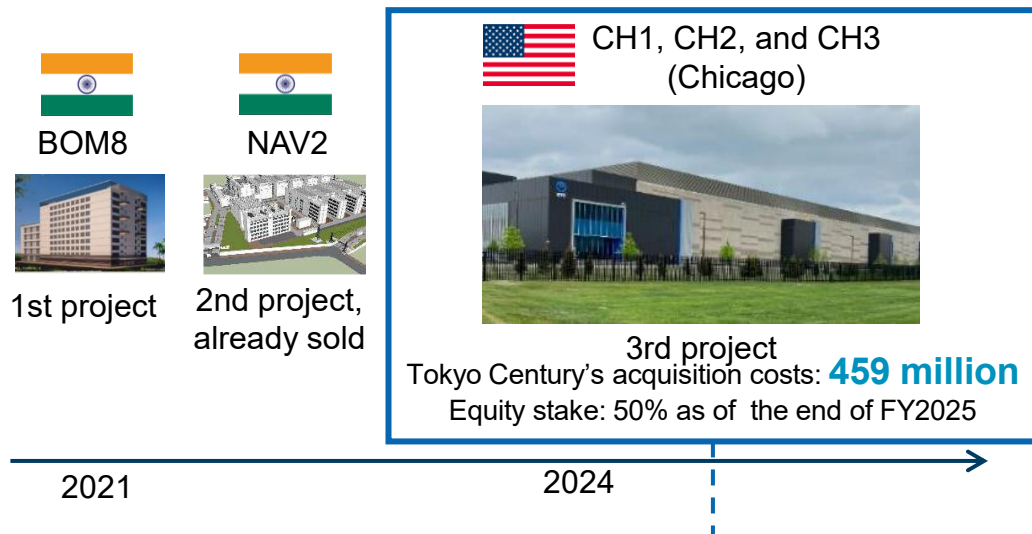 BOM8
1st project
NAV2
2nd project,
already sold
CH1, CH2, and CH3
(Chicago)
3rd project
Tokyo Century's acquisition costs: 459 million
Equity stake: 50% as of the end of FY2025
2021
2024